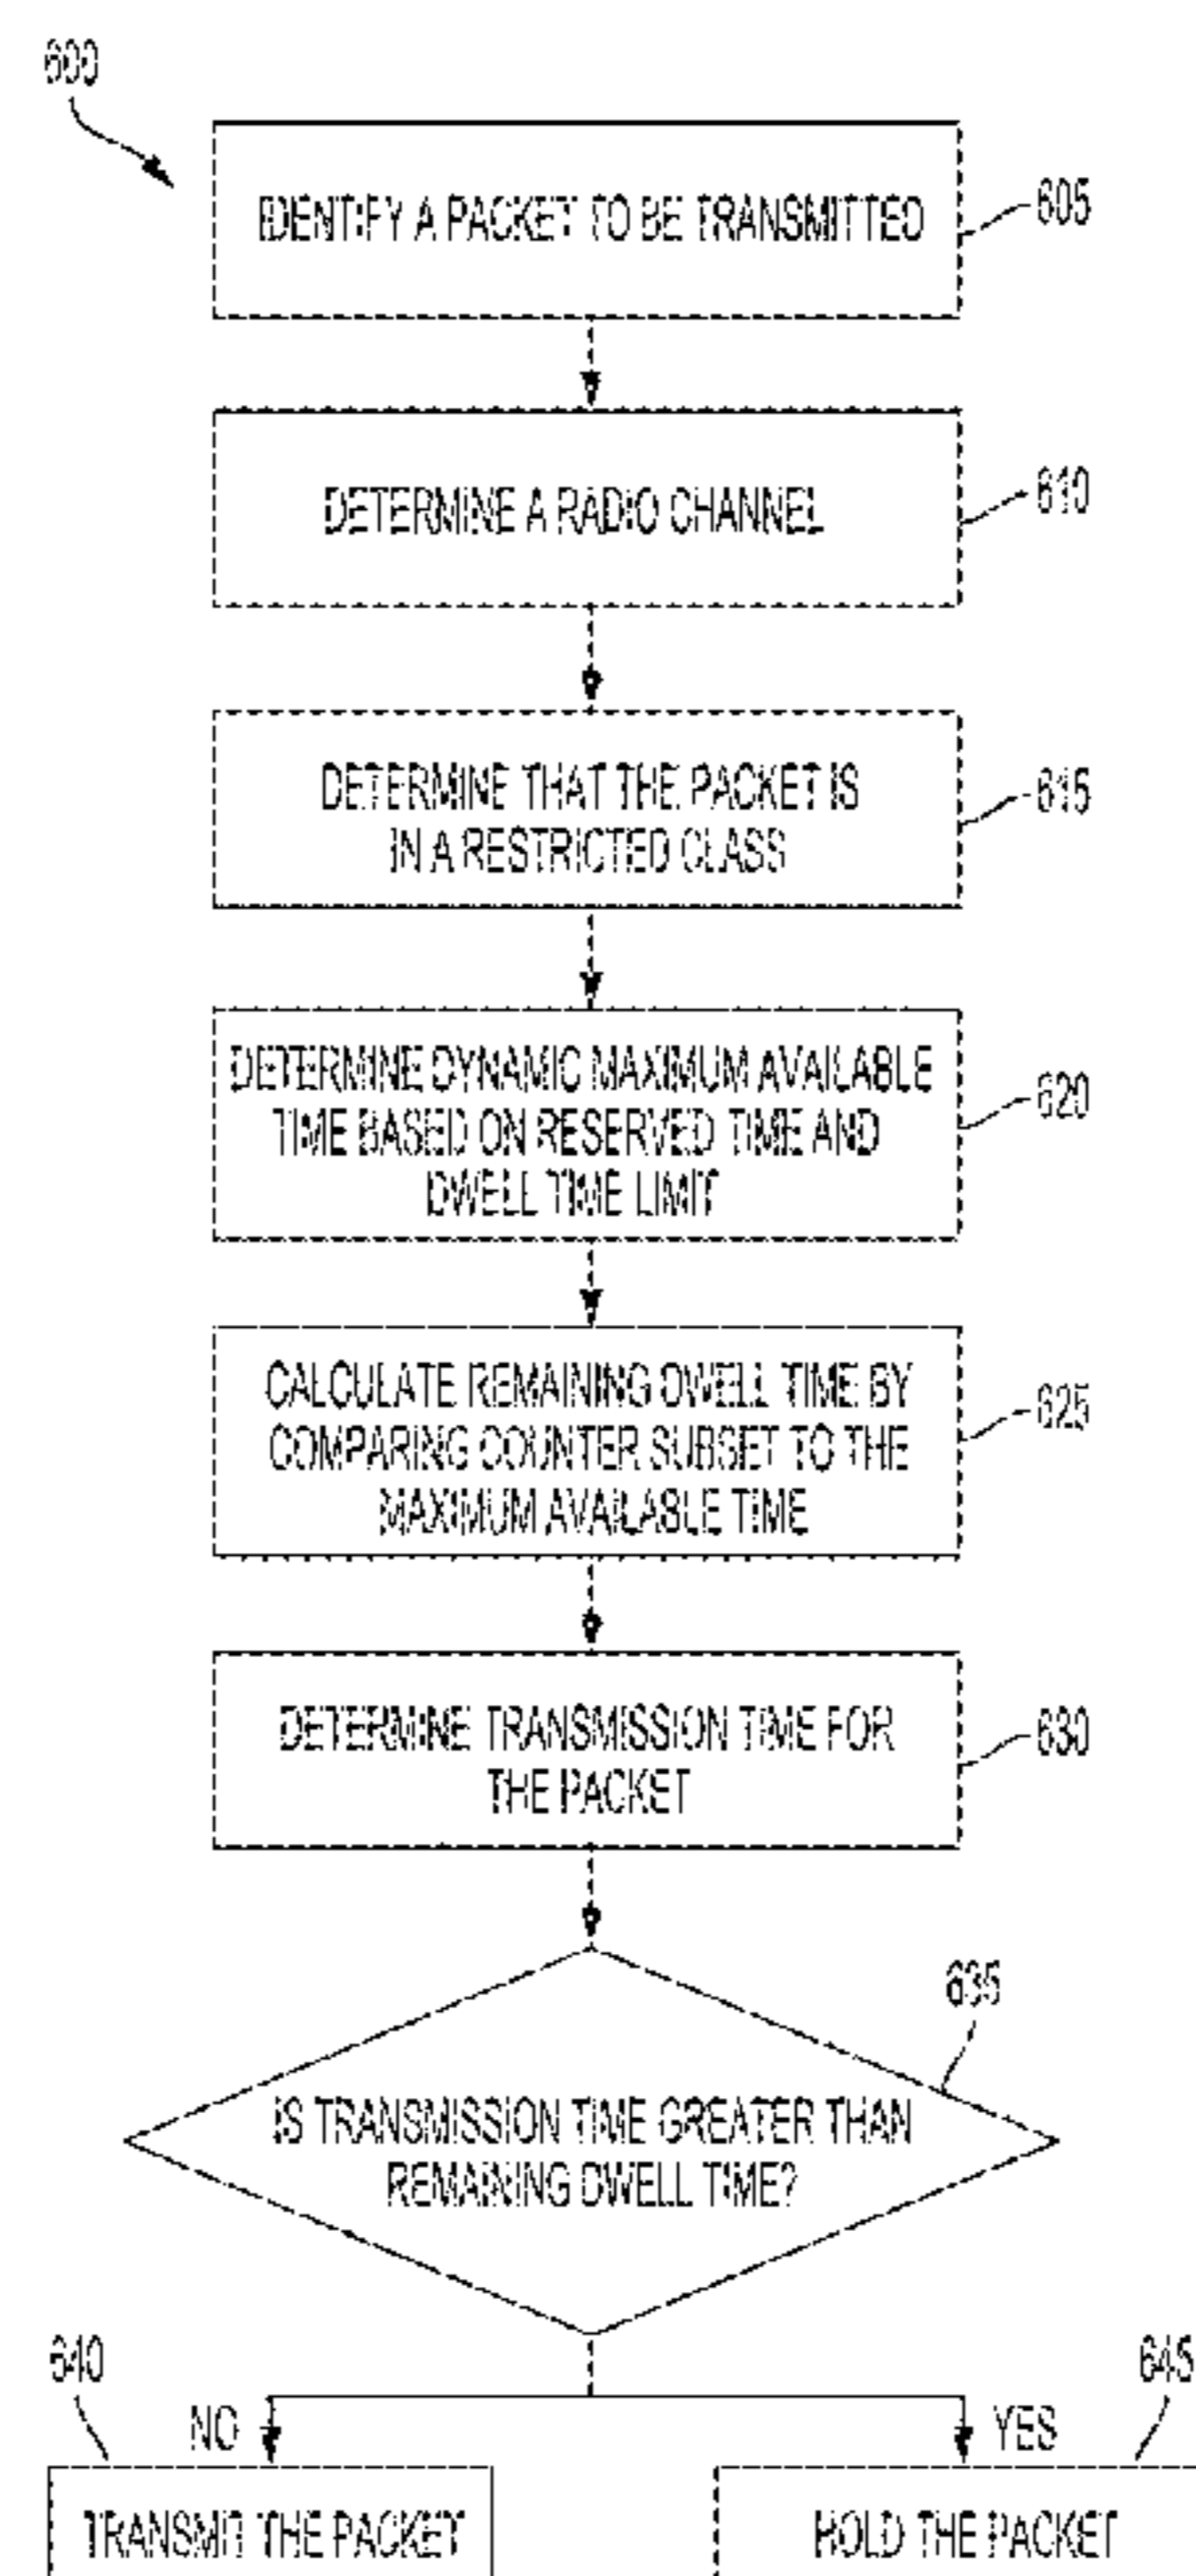 600
IDENTIFY A PACKET TO BE TRANSMITTED
605
DETERMINE A RADIO CHANNEL
610
DETERMINE THAT THE PACKET IS
IN A RESTRICTED CLASS
615
DETERMINE DYNAMIC MAXIMUM AVAILABLE
TIME BASED ON RESERVED TIME AND
DWELL TIME LIMIT
620
CALCULATE REMAINING DWELL TIME BY
COMPARING COUNTER SUBSET TO THE
MAXIMUM AVAILABLE TIME
625
DETERMINE TRANSMISSION TIME FOR
THE PACKET
630
635
IS TRANSMISSION TIME GREATER THAN
REMAINING DWELL TIME?
640
645
NO
YES
TRANSMIT THE PACKET
HOLD THE PACKET